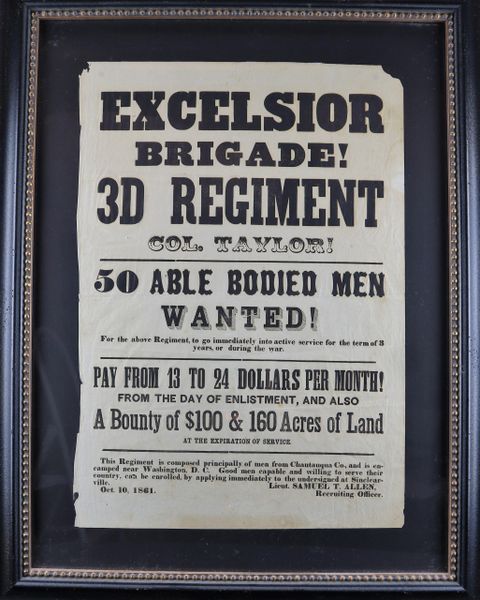 EXCELSIOR
BRIGADE!
3D REGIMENT
COL. TAYLOR!
50 ABLE BODIED MEN
WANTED!
For the above Regiment, to go immediately into active service for the term of 3
years, or during the war.
PAY FROM 13 TO 24 DOLLARS PER MONTH!
FROM THE DAY OF ENLISTMENT, AND ALSO
A Bounty of $100 & 160 Acres of Land
AT THE EXPIRATION OF SERVICE.
This Regiment is composed principally of men from Chautauqua Co., and is en-
camped near Washington, D. C. Good men capable and willing to serve their
country, can be enrolled, by applying immediately to the undersigned at Sinclear-
ville. Lieut. SAMUEL T. ALLEN,
Oct. 10, 1861. Recruiting Officer.